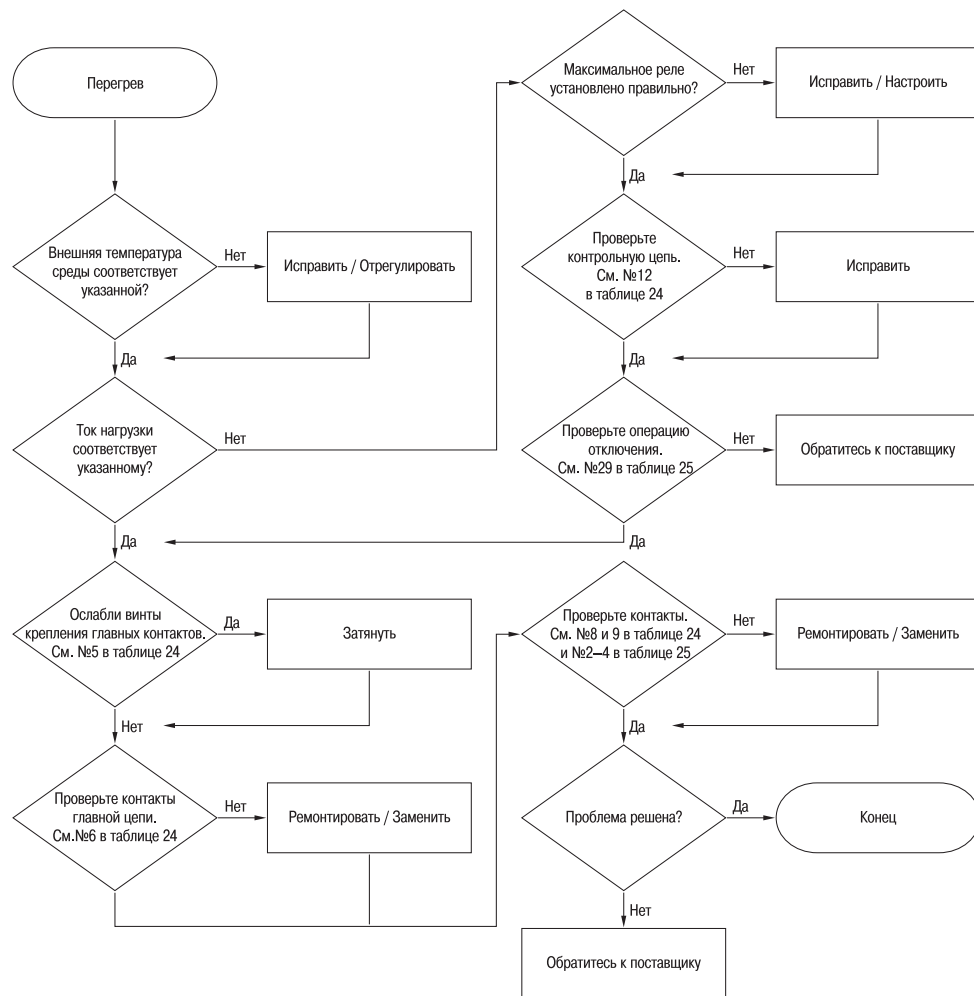 Перегрев
Внешняя температура
среды соответствует
указанной?
Нет
Исправить / Отрегулировать
Да
Ток нагрузки
соответствует
указанному?
Нет
Да
Ослабли винты
крепления главных контактов.
См. №5 в таблице 24
Да
Затянуть
Нет
Проверьте контакты
главной цепи.
См.№6 в таблице 24
Нет
Ремонтировать / Заменить
Максимальное реле
установлено правильно?
Нет
Исправить / Настроить
Да
Проверьте
контрольную цепь.
См. №12
в таблице 24
Нет
Исправить
Да
Проверьте операцию
отключения.
См. №29 в таблице 25
Нет
Обратитесь к поставщику
Да
Проверьте контакты.
См. №8 и 9 в таблице 24
и №2–4 в таблице 25
Нет
Ремонтировать / Заменить
Да
Проблема решена?
Да
Конец
Нет
Обратитесь к поставщику